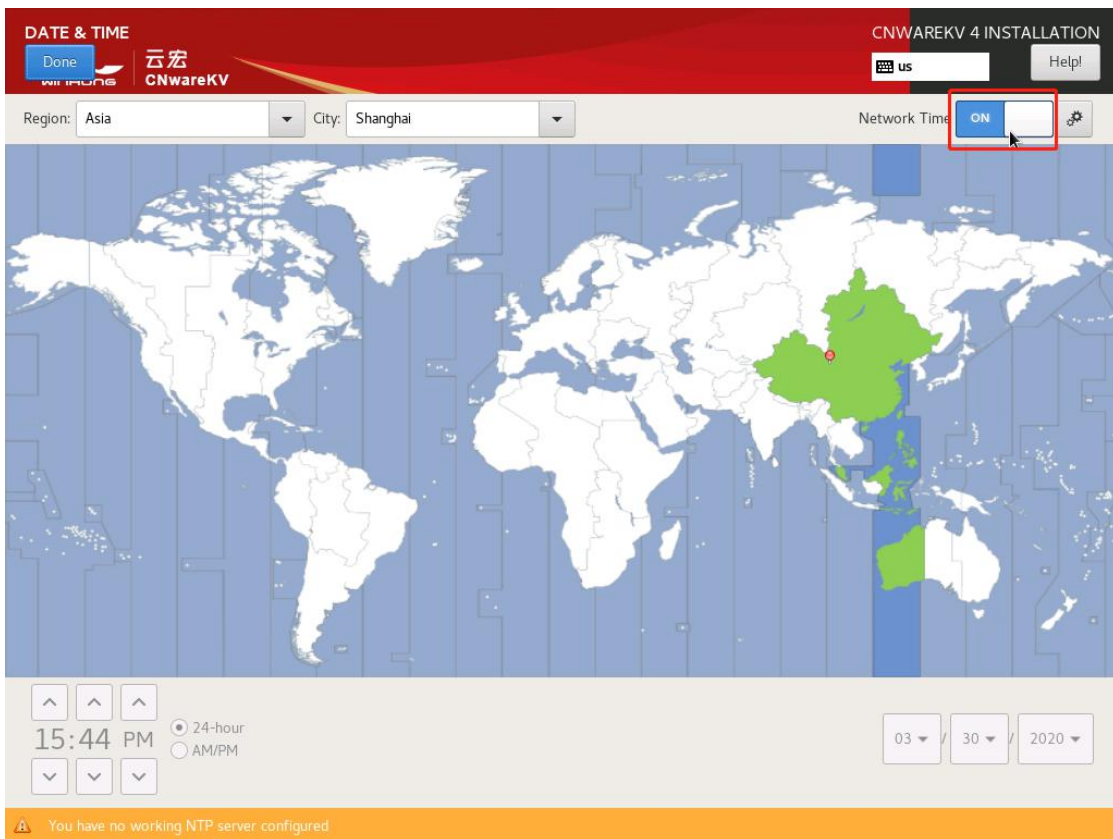 DATE & TIME
CNWAREKV 4 INSTALLATION
Done
云宏
CNwareKV
us
Help!
Region:
Asia
City:
Shanghai
Network Time
ON
15:44 PM
24-hour
AM/PM
03 / 30 / 2020
You have no working NTP server configured